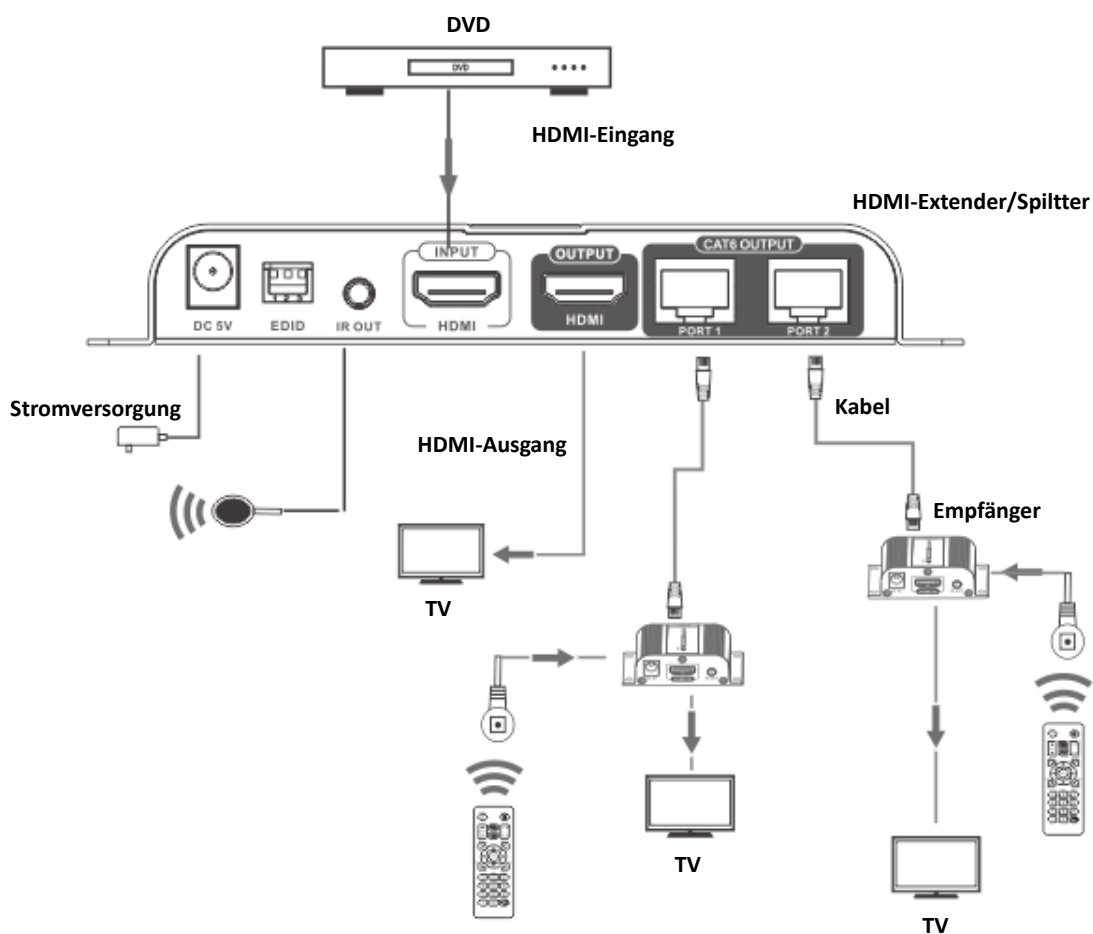 DVD
DVD
HDMI-Eingang
HDMI-Extender/Spiltter
INPUT
OUTPUT
CAT6 OUTPUT
DC 5V
EDID
IR OUT
HDMI
HDMI
PORT 1
PORT 2
Stromversorgung
Kabel
HDMI-Ausgang
Empfänger
TV
TV
TV